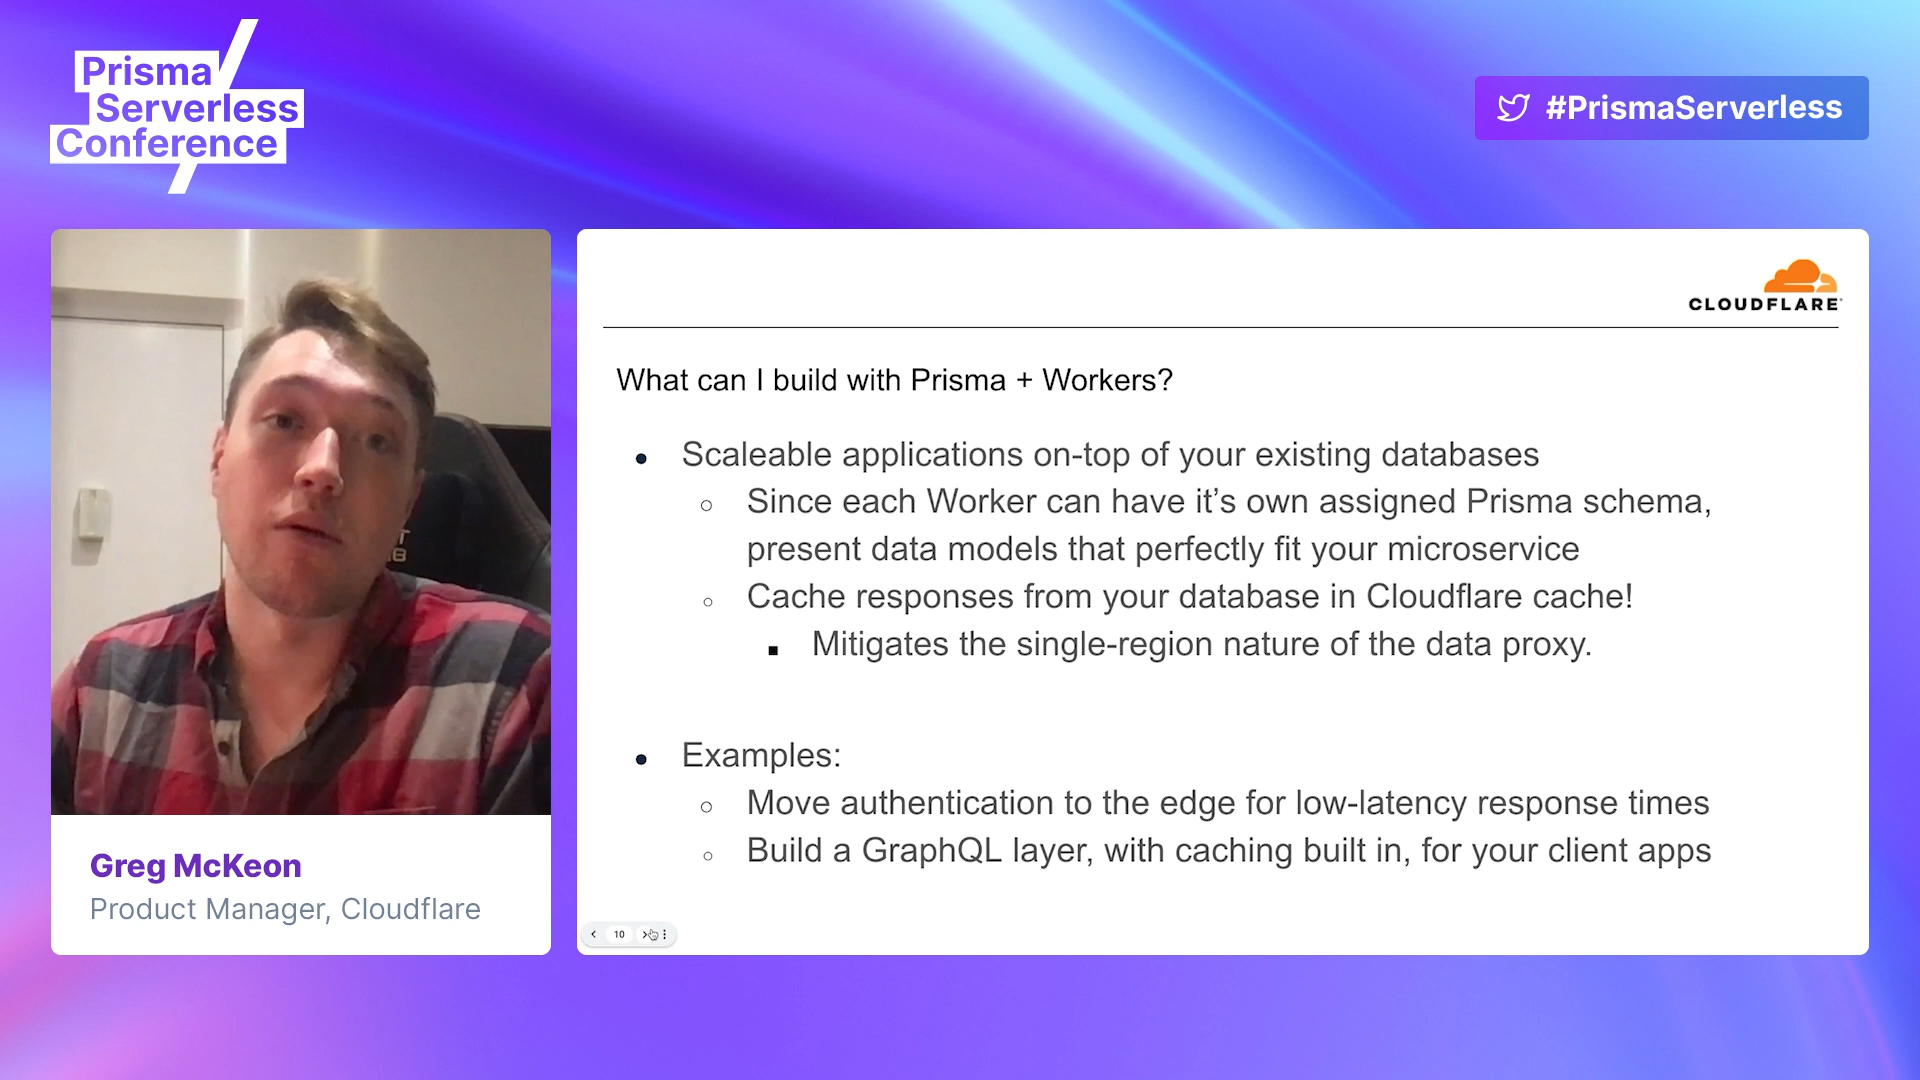 Prisma
Serverless
Conference
#PrismaServerless
CLOUDFLARE
What can I build with Prisma + Workers?
Scaleable applications on-top of your existing databases
Since each Worker can have it’s own assigned Prisma schema,
present data models that perfectly fit your microservice
Cache responses from your database in Cloudflare cache!
Mitigates the single-region nature of the data proxy.
Examples:
Move authentication to the edge for low-latency response times
Build a GraphQL layer, with caching built in, for your client apps
Greg McKeon
Product Manager, Cloudflare
10